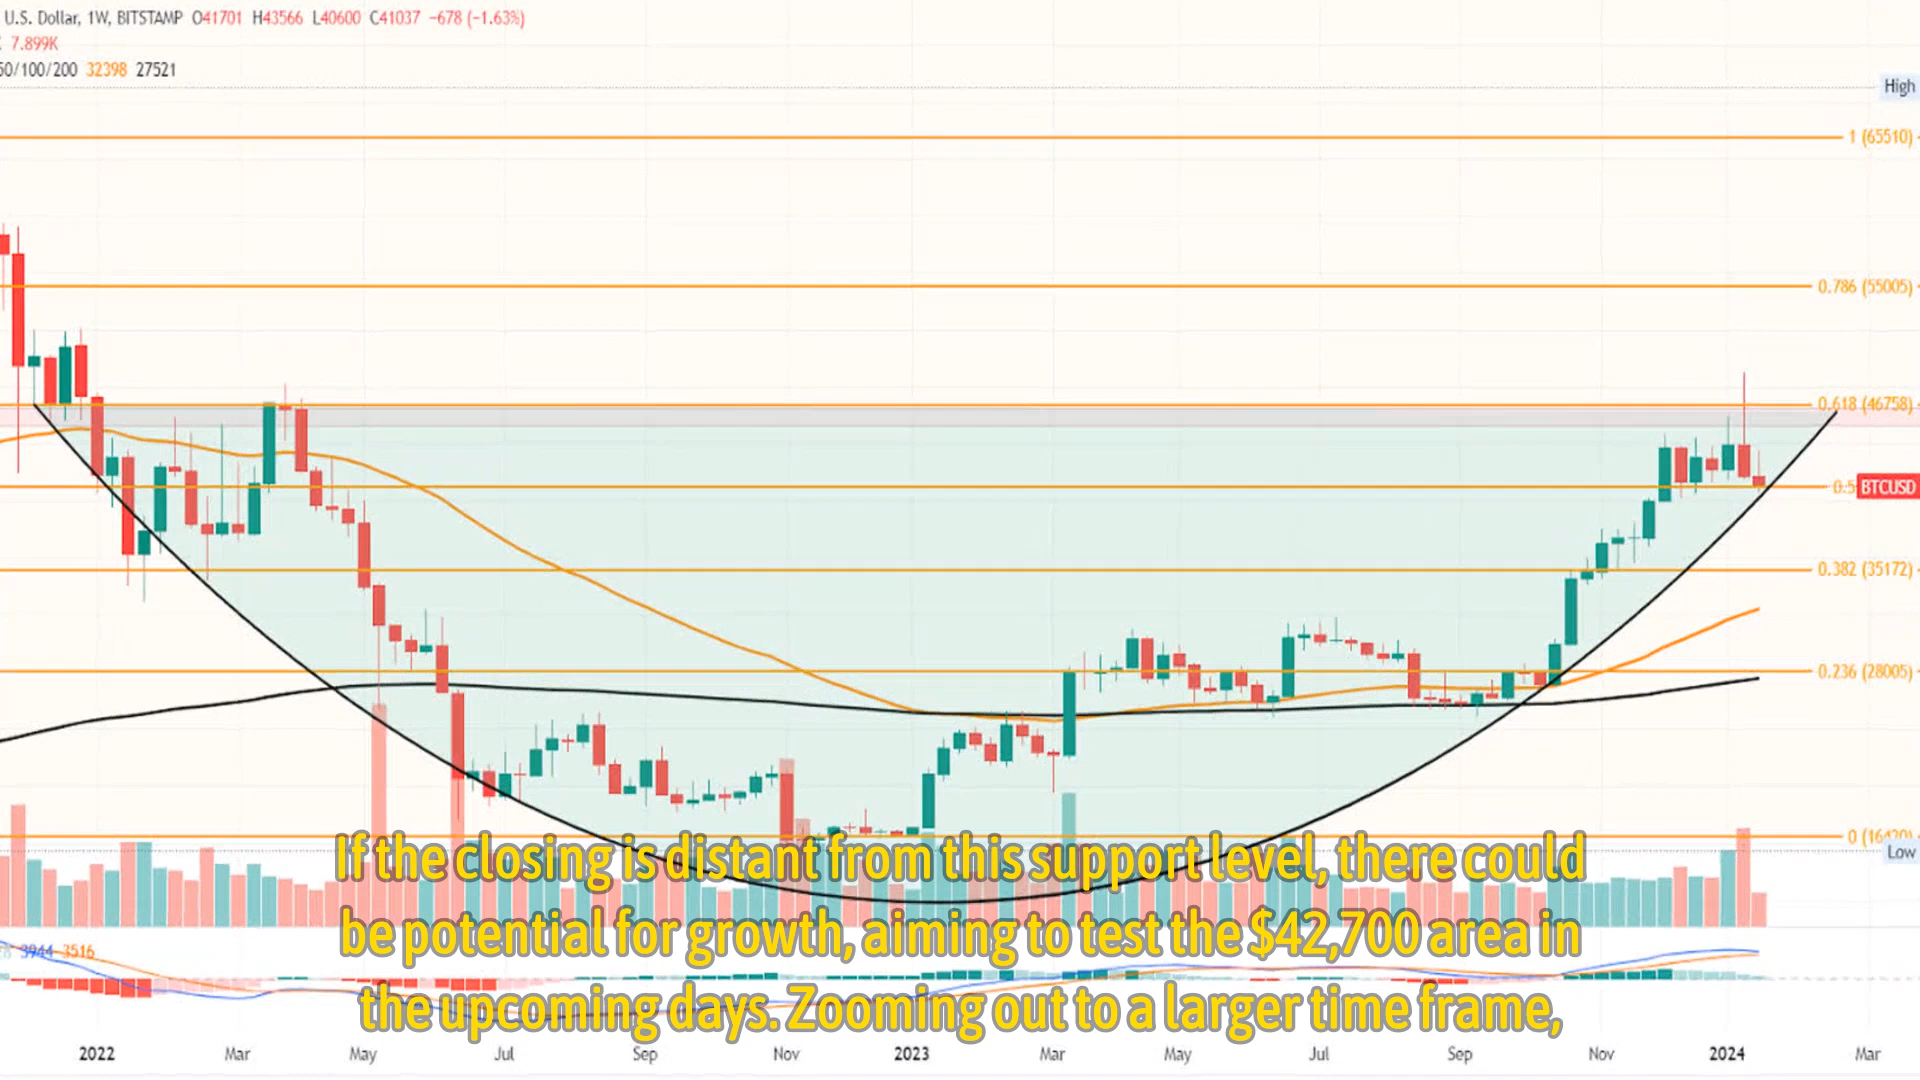 U.S. Dollar, 1W, BITSTAMP O41701 H43566 L40600 C41037 −678 (−1.63%)
7.899K
50/100/200 32398 27521
High
1 (65510)
0.786 (55005)
0.618 (46758)
0.5 BTCUSD
0.382 (35172)
0.236 (28005)
0 (16420)
Low
If the closing is distant from this support level, there could
be potential for growth, aiming to test the $42,700 area in
3944 3516
the upcoming days. Zooming out to a larger time frame,
2022 Mar May Jul Sep Nov 2023 Mar May Jul Sep Nov 2024 Mar